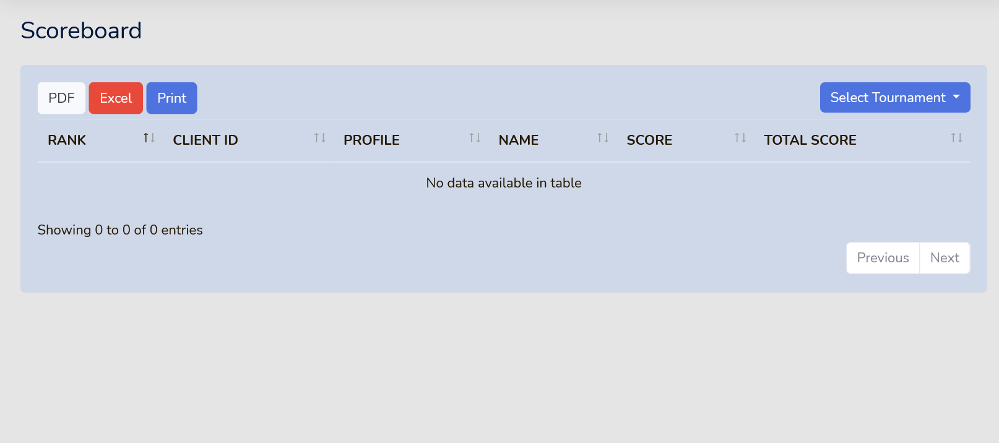 Scoreboard
PDF Excel Print Select Tournament
RANK CLIENT ID PROFILE NAME SCORE TOTAL SCORE
No data available in table
Showing 0 to 0 of 0 entries
Previous Next